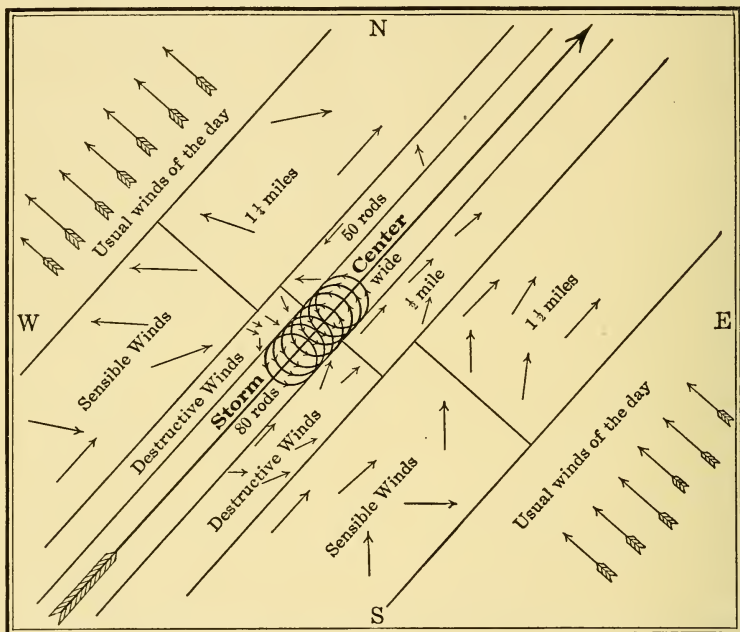 N
Usual winds of the day
1¼ miles
50 rods
Storm Center
wide
½ mile
1½ miles
W
E
Sensible Winds
Destructive Winds
80 rods
Destructive Winds
Sensible Winds
Usual winds of the day
S